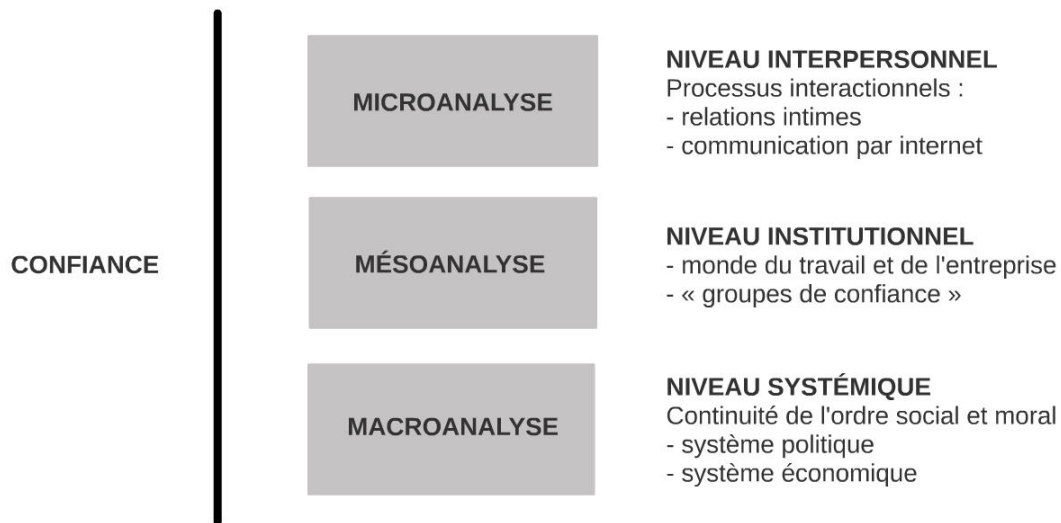 CONFIANCE
MICROANALYSE
NIVEAU INTERPERSONNEL
Processus interactionnels :
- relations intimes
- communication par internet
MÉSOANALYSE
NIVEAU INSTITUTIONNEL
- monde du travail et de l'entreprise
- « groupes de confiance »
MACROANALYSE
NIVEAU SYSTÉMIQUE
Continuité de l'ordre social et moral
- système politique
- système économique